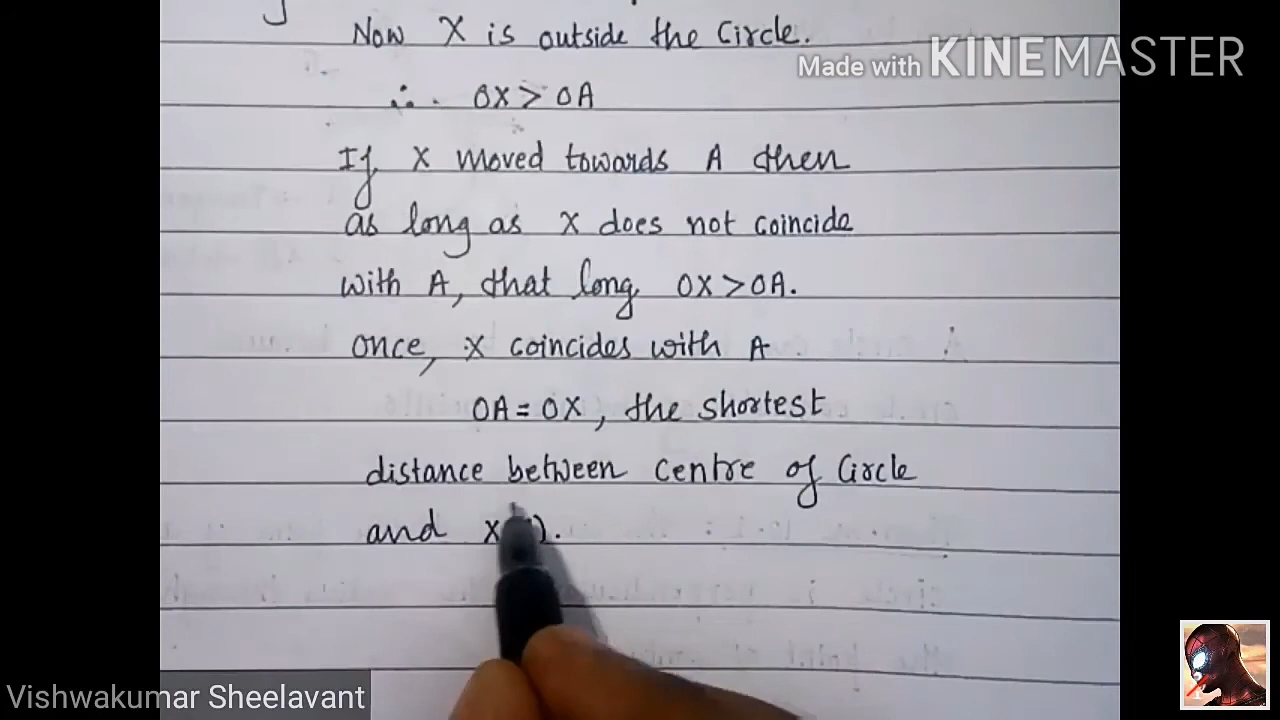 Now X is outside the Circle.
Made with KINEMASTER
∴ OX > OA
If X moved towards A then
as long as X does not coincide
with A, that long OX > OA.
once, X coincides with A
OA = OX, the shortest
distance between centre of Circle
and X
Vishwakumar Sheelavant